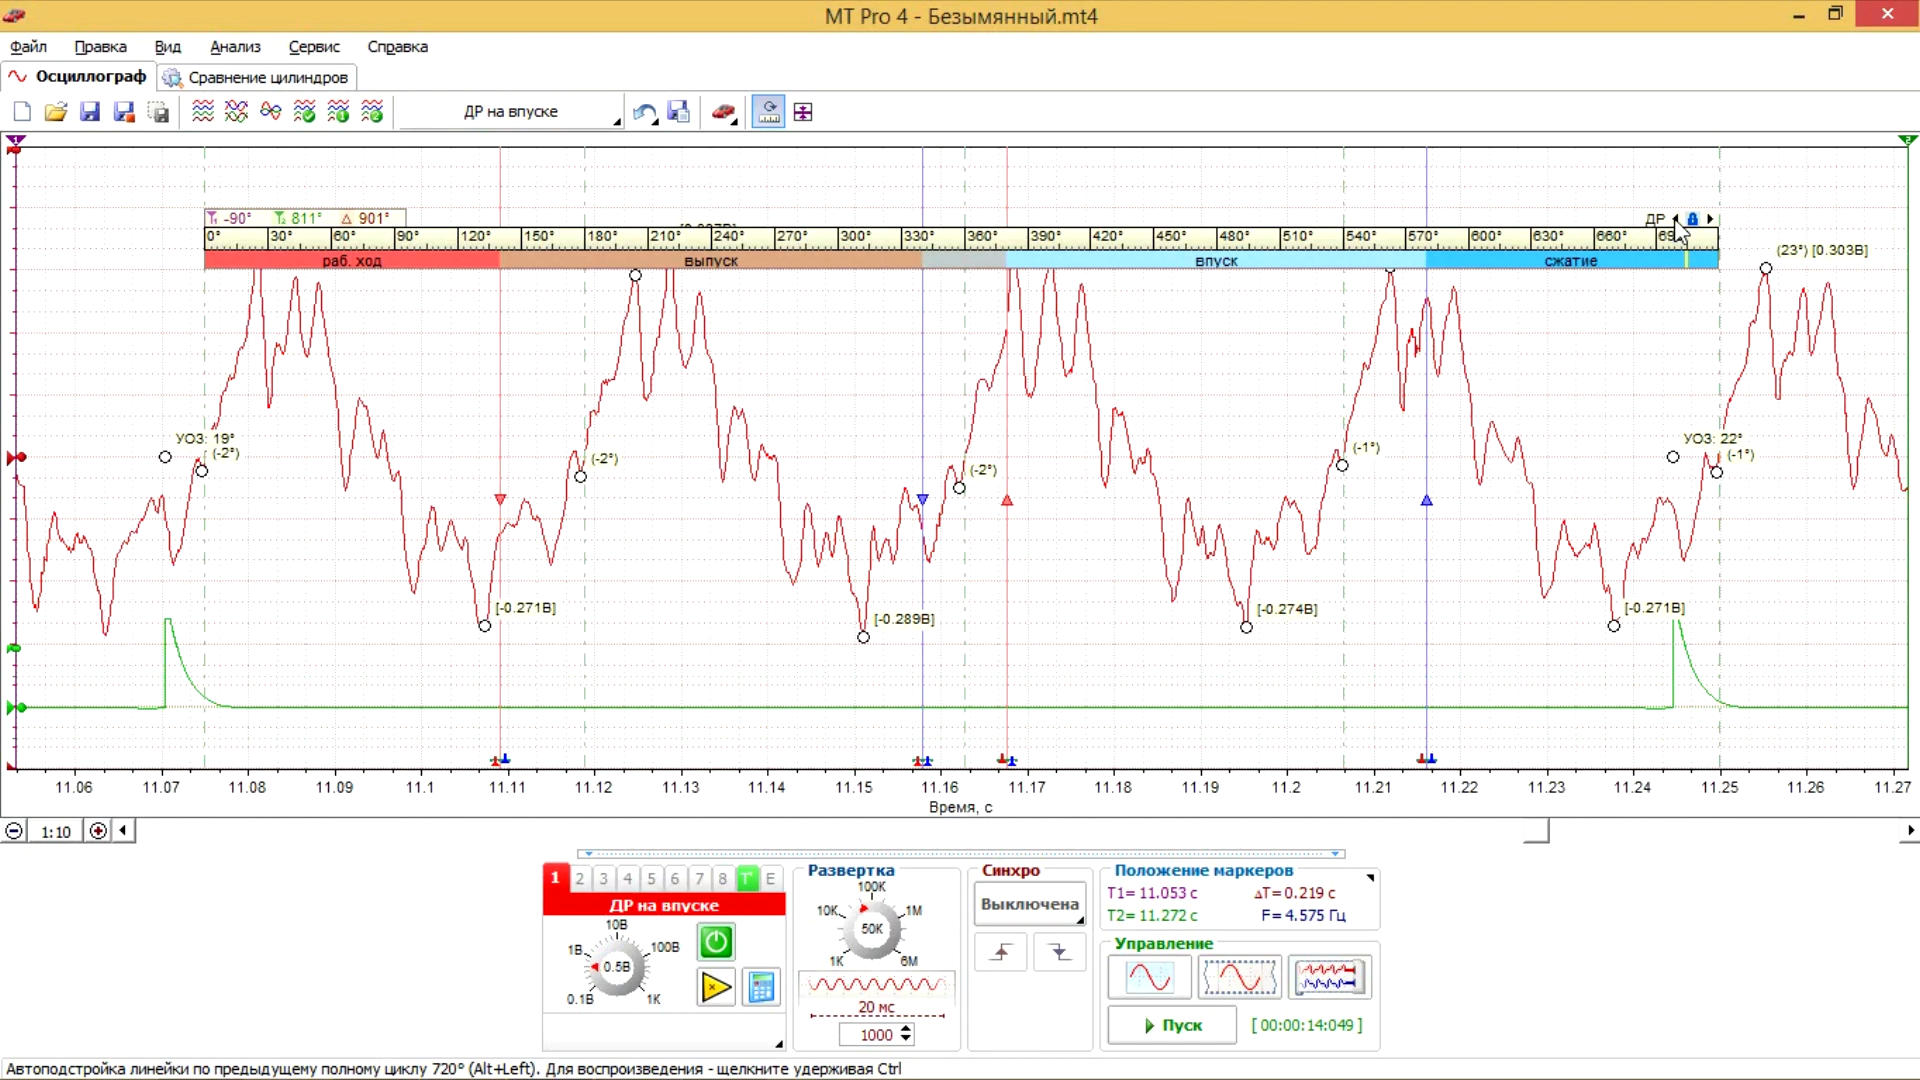 MT Pro 4 - Безымянный.mt4
Файл Правка Вид Анализ Сервис Справка
Осциллограф Сравнение цилиндров
ДР на впуске
1 2
-90° 811° 901° ДР
0° 30° 60° 90° 120° 150° 180° 210° 240° 270° 300° 330° 360° 390° 420° 450° 480° 510° 540° 570° 600° 630° 660°
раб. ход выпуск впуск сжатие
(23°) [0.303В]
УОЗ: 19° УОЗ: 22°
(-2°) (-2°) (-2°) (-1°) (-1°)
[-0.271В] [-0.289В] [-0.274В] [-0.271В]
11.06 11.07 11.08 11.09 11.1 11.11 11.12 11.13 11.14 11.15 11.16 11.17 11.18 11.19 11.2 11.21 11.22 11.23 11.24 11.25 11.26 11.27
Время, с
1:10
1 2 3 4 5 6 7 8 Г E
ДР на впуске
10В
1В 100В
0.5В
0.1В 1К
Развертка
100K
10K 1M
50K
1K 6M
20 мс
1000
Синхро
Выключена
Положение маркеров
T1= 11.053 с ΔT= 0.219 с
T2= 11.272 с F= 4.575 Гц
Управление
Пуск [ 00:00:14:049 ]
Автоподстройка линейки по предыдущему полному циклу 720° (Alt+Left). Для воспроизведения - щелкните удерживая Ctrl